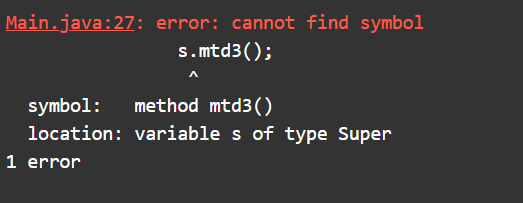 Main.java:27: error: cannot find symbol
s.mtd3();
^
symbol:   method mtd3()
location: variable s of type Super
1 error